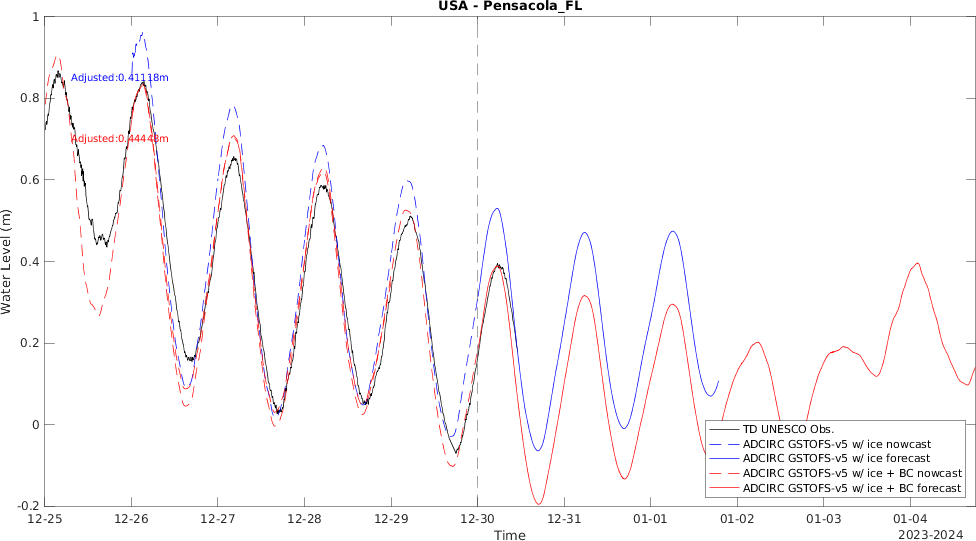 USA - Pensacola_FL
1
0.8
0.6
0.4
0.2
0
-0.2
Water Level (m)
Adjusted:0.41118m
Adjusted:0.44443m
TD UNESCO Obs.
ADCIRC GSTOFS-v5 w/ ice nowcast
ADCIRC GSTOFS-v5 w/ ice forecast
ADCIRC GSTOFS-v5 w/ ice + BC nowcast
ADCIRC GSTOFS-v5 w/ ice + BC forecast
12-25 12-26 12-27 12-28 12-29 12-30 12-31 01-01 01-02 01-03 01-04
Time
2023-2024